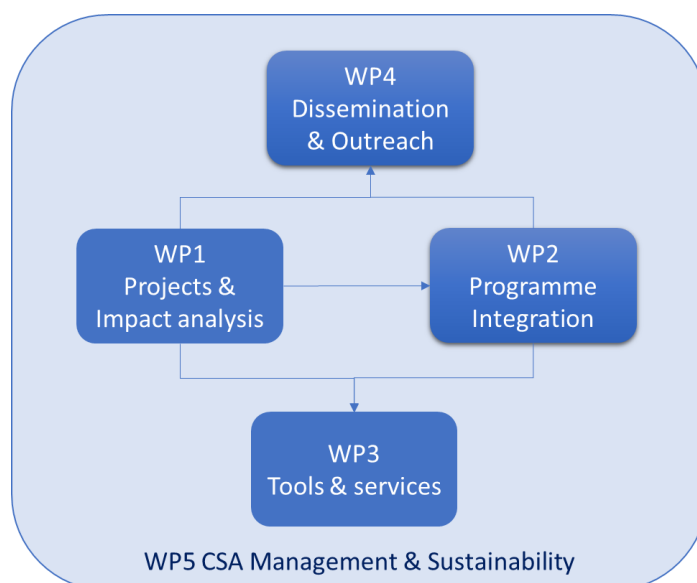 WP4
Dissemination
& Outreach
WP1
Projects &
Impact analysis
WP2
Programme
Integration
WP3
Tools & services
WP5 CSA Management & Sustainability